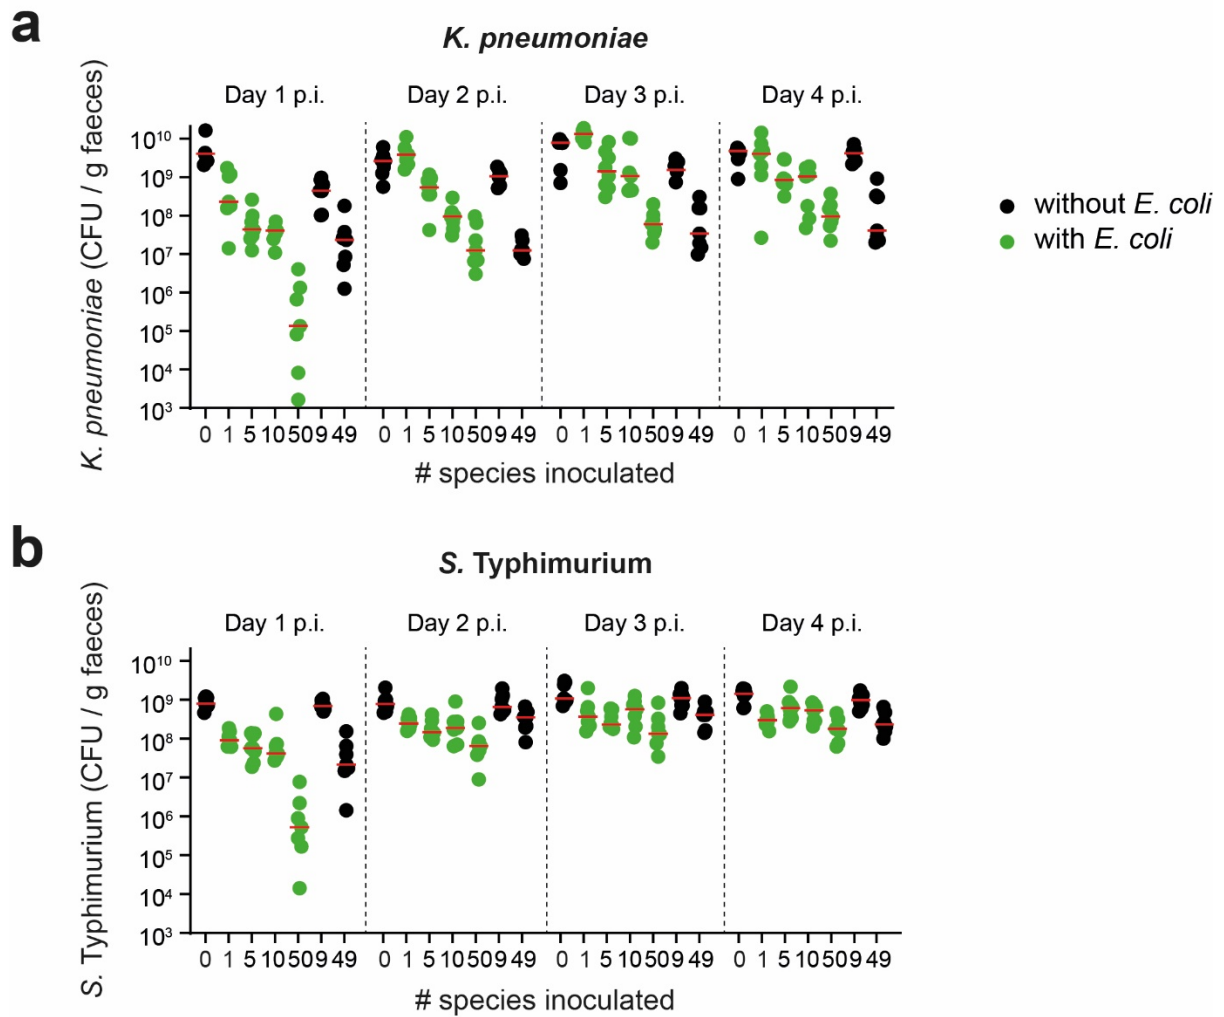 a
K. pneumoniae
Day 1 p.i. Day 2 p.i. Day 3 p.i. Day 4 p.i.
K. pneumoniae (CFU / g faeces)
10¹⁰
10⁹
10⁸
10⁷
10⁶
10⁵
10⁴
10³
0 1 5 10 50 9 49 0 1 5 10 50 9 49 0 1 5 10 50 9 49 0 1 5 10 50 9 49
# species inoculated
without E. coli
with E. coli
b
S. Typhimurium
Day 1 p.i. Day 2 p.i. Day 3 p.i. Day 4 p.i.
S. Typhimurium (CFU / g faeces)
10¹⁰
10⁹
10⁸
10⁷
10⁶
10⁵
10⁴
10³
0 1 5 10 50 9 49 0 1 5 10 50 9 49 0 1 5 10 50 9 49 0 1 5 10 50 9 49
# species inoculated